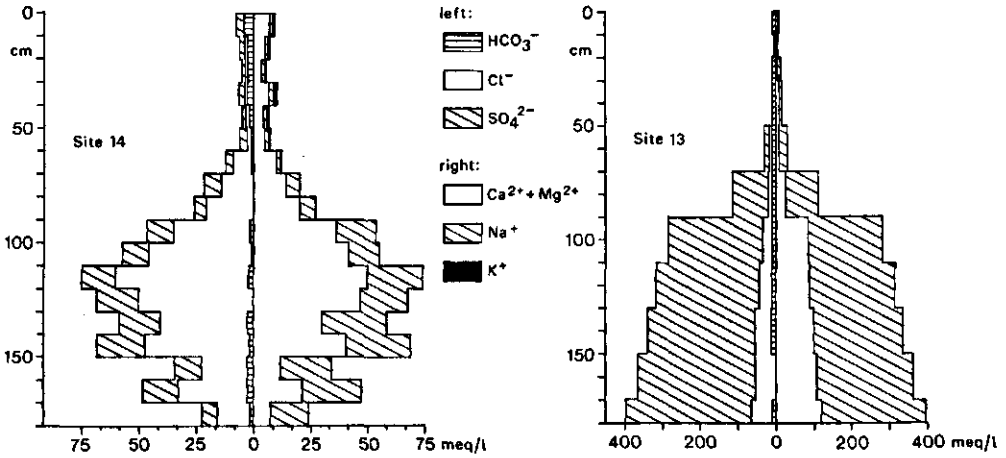 0
cm
50
100
150
Site 14
75 50 25 0 25 50 75 meq/l
left:
HCO₃⁻
Cl⁻
SO₄²⁻
right:
Ca²⁺ + Mg²⁺
Na⁺
K⁺
0
cm
50
100
150
Site 13
400 200 0 200 400 meq/l